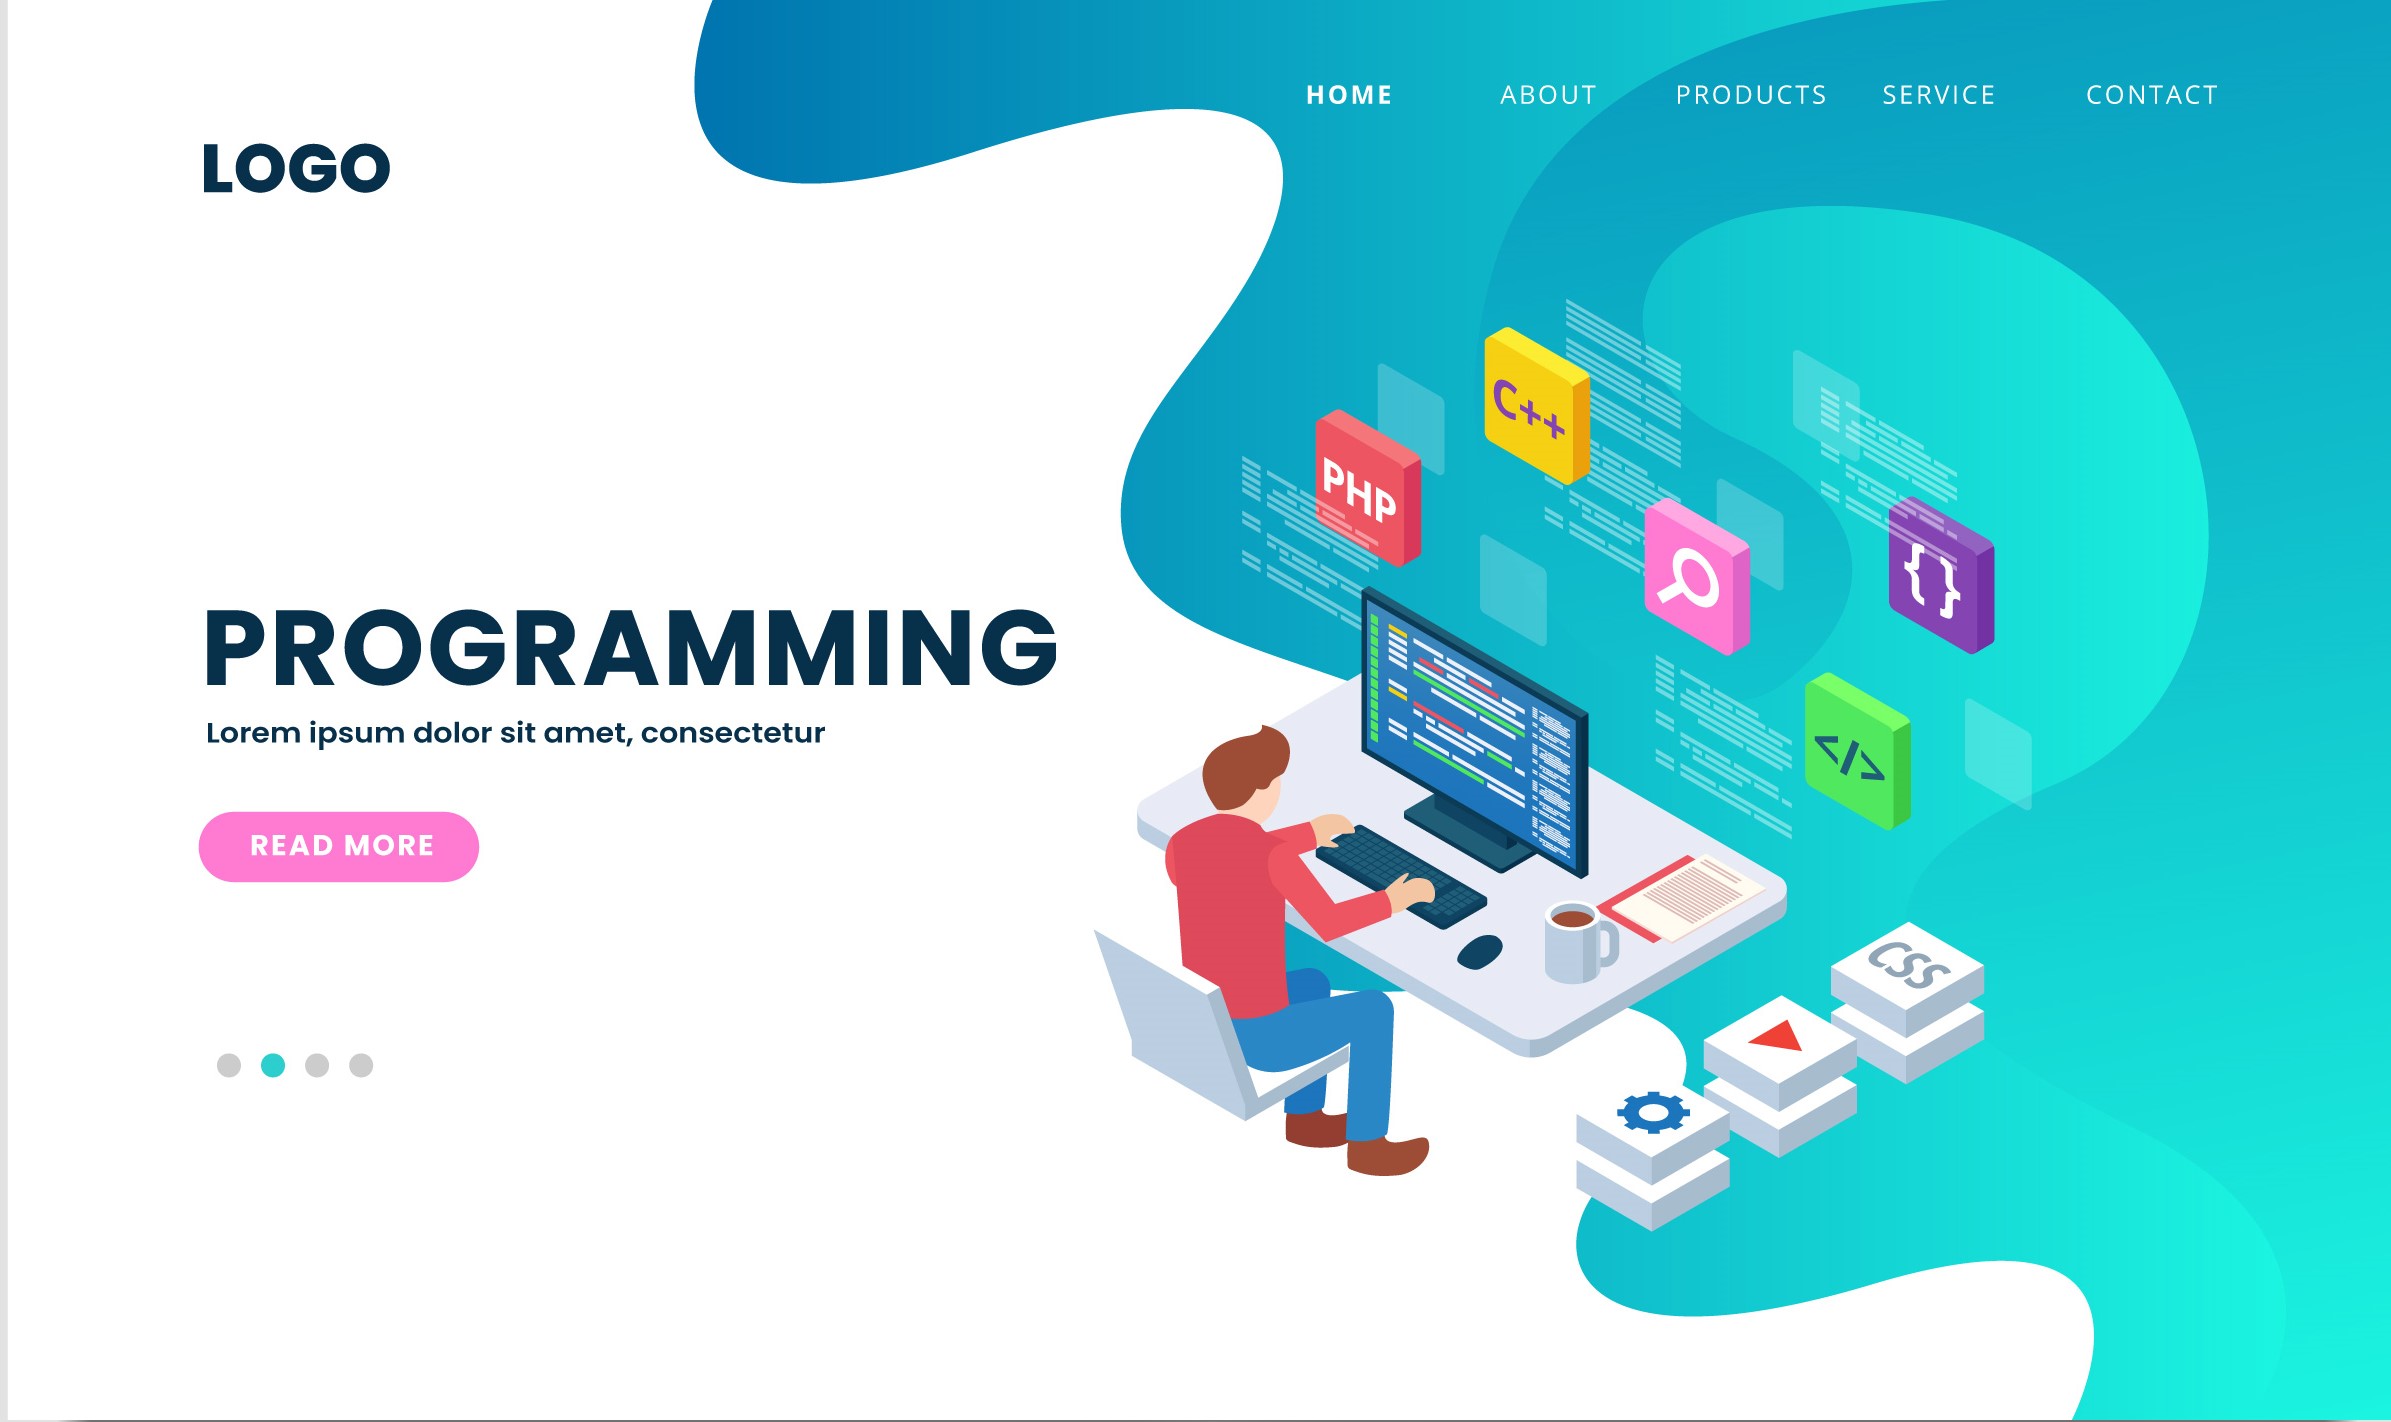 HOME ABOUT PRODUCTS SERVICE CONTACT
LOGO
C++
PHP
{}
PROGRAMMING
Lorem ipsum dolor sit amet, consectetur
</>
READ MORE
CSS